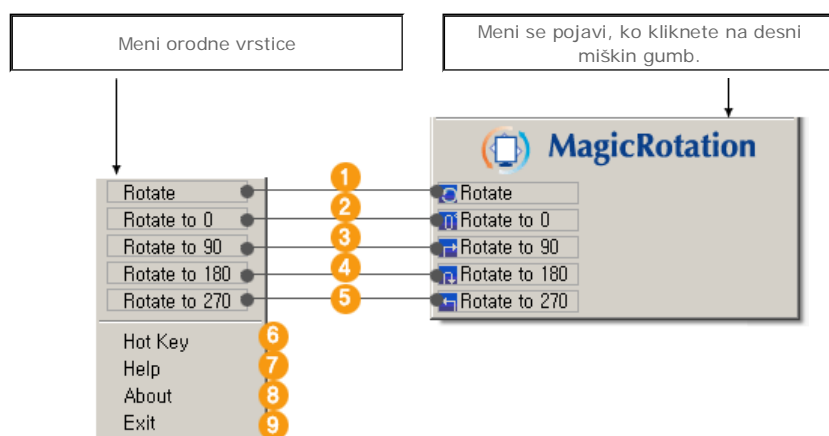 Meni orodne vrstice
Meni se pojavi, ko kliknete na desni
miškin gumb.
MagicRotation
Rotate
1
Rotate
Rotate to 0
2
Rotate to 0
Rotate to 90
3
Rotate to 90
Rotate to 180
4
Rotate to 180
Rotate to 270
5
Rotate to 270
Hot Key
6
Help
7
About
8
Exit
9